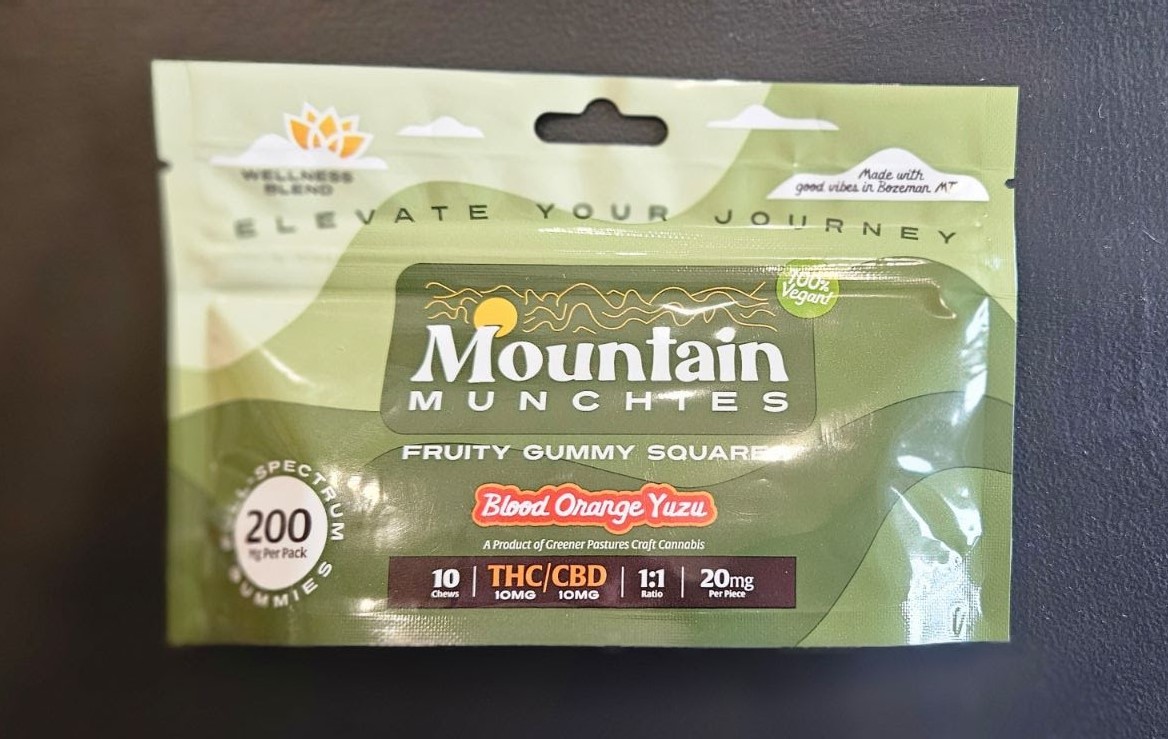 WELLNESS
BLEND
Made with
good vibes in Bozeman MT
ELEVATE YOUR JOURNEY
100%
Vegan
Mountain
MUNCHIES
FRUITY GUMMY SQUARES
Blood Orange Yuzu
A Product of Greener Pastures Craft Cannabis
FULL-SPECTRUM
200
Mg Per Pack
GUMMIES
10
Chews
THC/CBD
10MG 10MG
1:1
Ratio
20mg
Per Piece